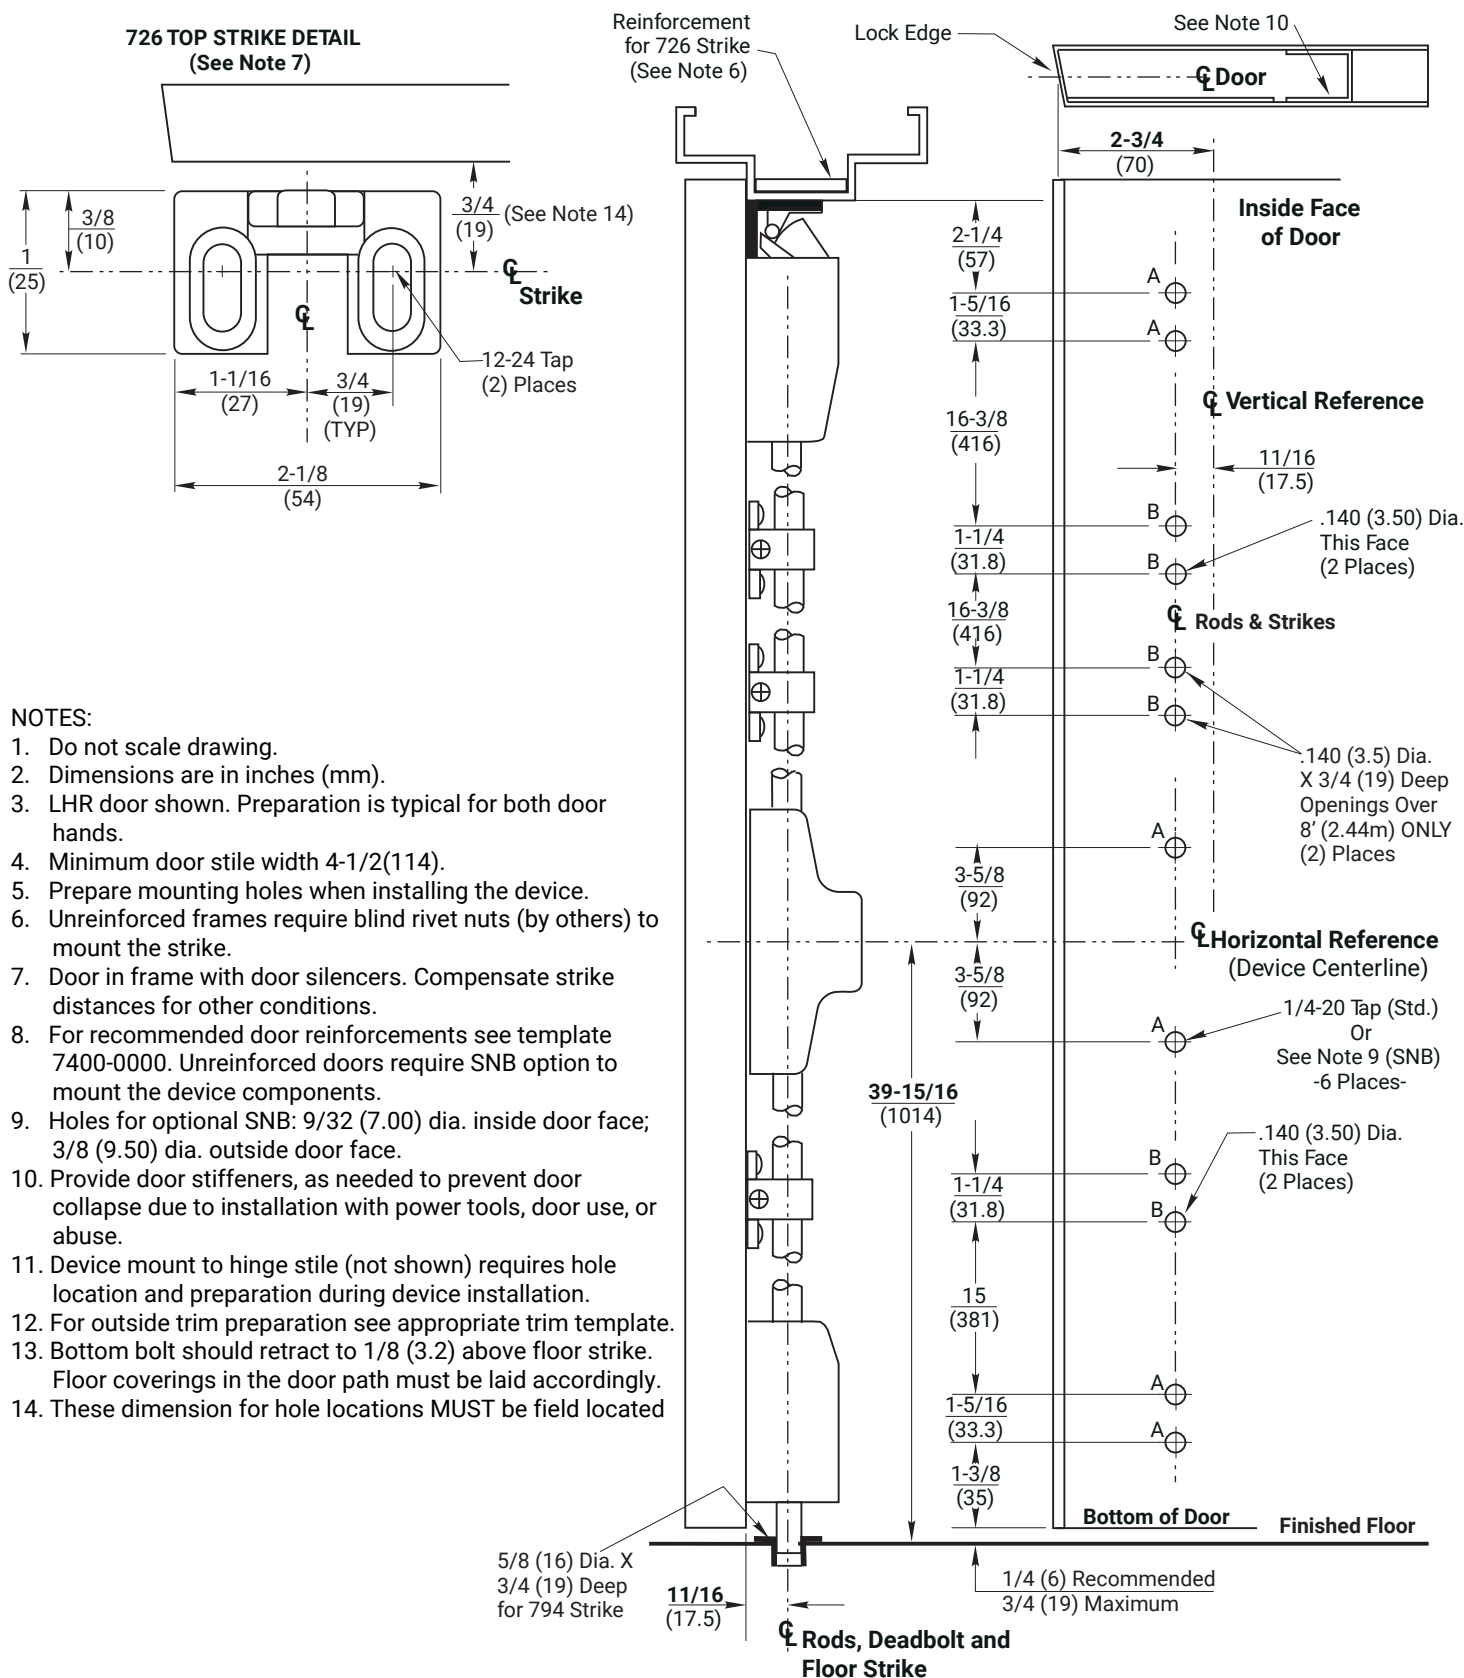 726 TOP STRIKE DETAIL
(See Note 7)
3/8
(10)
1
(25)
3/4
(19)
(See Note 14)
CL
Strike
CL
12-24 Tap
(2) Places
1-1/16
(27)
3/4
(19)
(TYP)
2-1/8
(54)
NOTES:
1. Do not scale drawing.
2. Dimensions are in inches (mm).
3. LHR door shown. Preparation is typical for both door
hands.
4. Minimum door stile width 4-1/2(114).
5. Prepare mounting holes when installing the device.
6. Unreinforced frames require blind rivet nuts (by others) to
mount the strike.
7. Door in frame with door silencers. Compensate strike
distances for other conditions.
8. For recommended door reinforcements see template
7400-0000. Unreinforced doors require SNB option to
mount the device components.
9. Holes for optional SNB: 9/32 (7.00) dia. inside door face;
3/8 (9.50) dia. outside door face.
10. Provide door stiffeners, as needed to prevent door
collapse due to installation with power tools, door use, or
abuse.
11. Device mount to hinge stile (not shown) requires hole
location and preparation during device installation.
12. For outside trim preparation see appropriate trim template.
13. Bottom bolt should retract to 1/8 (3.2) above floor strike.
Floor coverings in the door path must be laid accordingly.
14. These dimension for hole locations MUST be field located
Reinforcement
for 726 Strike
(See Note 6)
Lock Edge
See Note 10
CL Door
2-3/4
(70)
Inside Face
of Door
2-1/4
(57)
A
1-5/16
(33.3)
A
CL Vertical Reference
16-3/8
(416)
11/16
(17.5)
B
1-1/4
(31.8)
B
.140 (3.50) Dia.
This Face
(2 Places)
16-3/8
(416)
CL Rods & Strikes
B
1-1/4
(31.8)
B
.140 (3.5) Dia.
X 3/4 (19) Deep
Openings Over
8’ (2.44m) ONLY
(2) Places
A
3-5/8
(92)
CL Horizontal Reference
(Device Centerline)
3-5/8
(92)
A
1/4-20 Tap (Std.)
Or
See Note 9 (SNB)
-6 Places-
39-15/16
(1014)
B
1-1/4
(31.8)
B
.140 (3.50) Dia.
This Face
(2 Places)
15
(381)
A
1-5/16
(33.3)
A
1-3/8
(35)
Bottom of Door
Finished Floor
5/8 (16) Dia. X
3/4 (19) Deep
for 794 Strike
11/16
(17.5)
1/4 (6) Recommended
3/4 (19) Maximum
CL Rods, Deadbolt and
Floor Strike